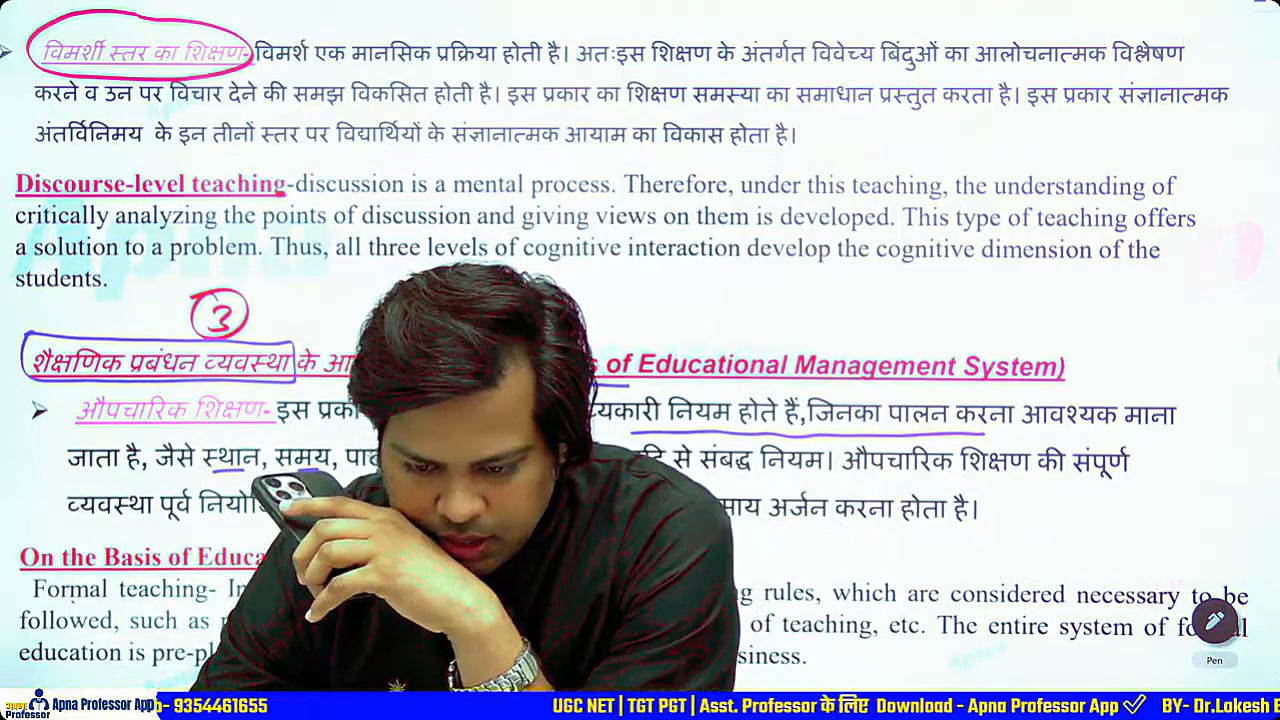 विमर्शी स्तर का शिक्षण- विमर्श एक मानसिक प्रक्रिया होती है। अतःइस शिक्षण के अंतर्गत विवेच्य बिंदुओं का आलोचनात्मक विश्लेषण
करने व उन पर विचार देने की समझ विकसित होती है। इस प्रकार का शिक्षण समस्या का समाधान प्रस्तुत करता है। इस प्रकार संज्ञानात्मक
अंतर्विनिमय के इन तीनों स्तर पर विद्यार्थियों के संज्ञानात्मक आयाम का विकास होता है।
Discourse-level teaching-discussion is a mental process. Therefore, under this teaching, the understanding of
critically analyzing the points of discussion and giving views on them is developed. This type of teaching offers
a solution to a problem. Thus, all three levels of cognitive interaction develop the cognitive dimension of the
students.
3
शैक्षणिक प्रबंधन व्यवस्था के of Educational Management System)
औपचारिक शिक्षण- इस नियम होते हैं,जिनका पालन करना आवश्यक माना
जाता है, जैसे स्थान, समय, से संबद्ध नियम। औपचारिक शिक्षण की संपूर्ण
व्यवस्था पूर्व अर्जन करना होता है।
On the Basis of
Formal teaching- rules, which are considered necessary to be
followed, such as of teaching, etc. The entire system of
education is
Pen
Apna Professor App - 9354461655 UGC NET | TGT PGT | Asst. Professor के लिए Download - Apna Professor App BY- Dr.Lokesh
Professor